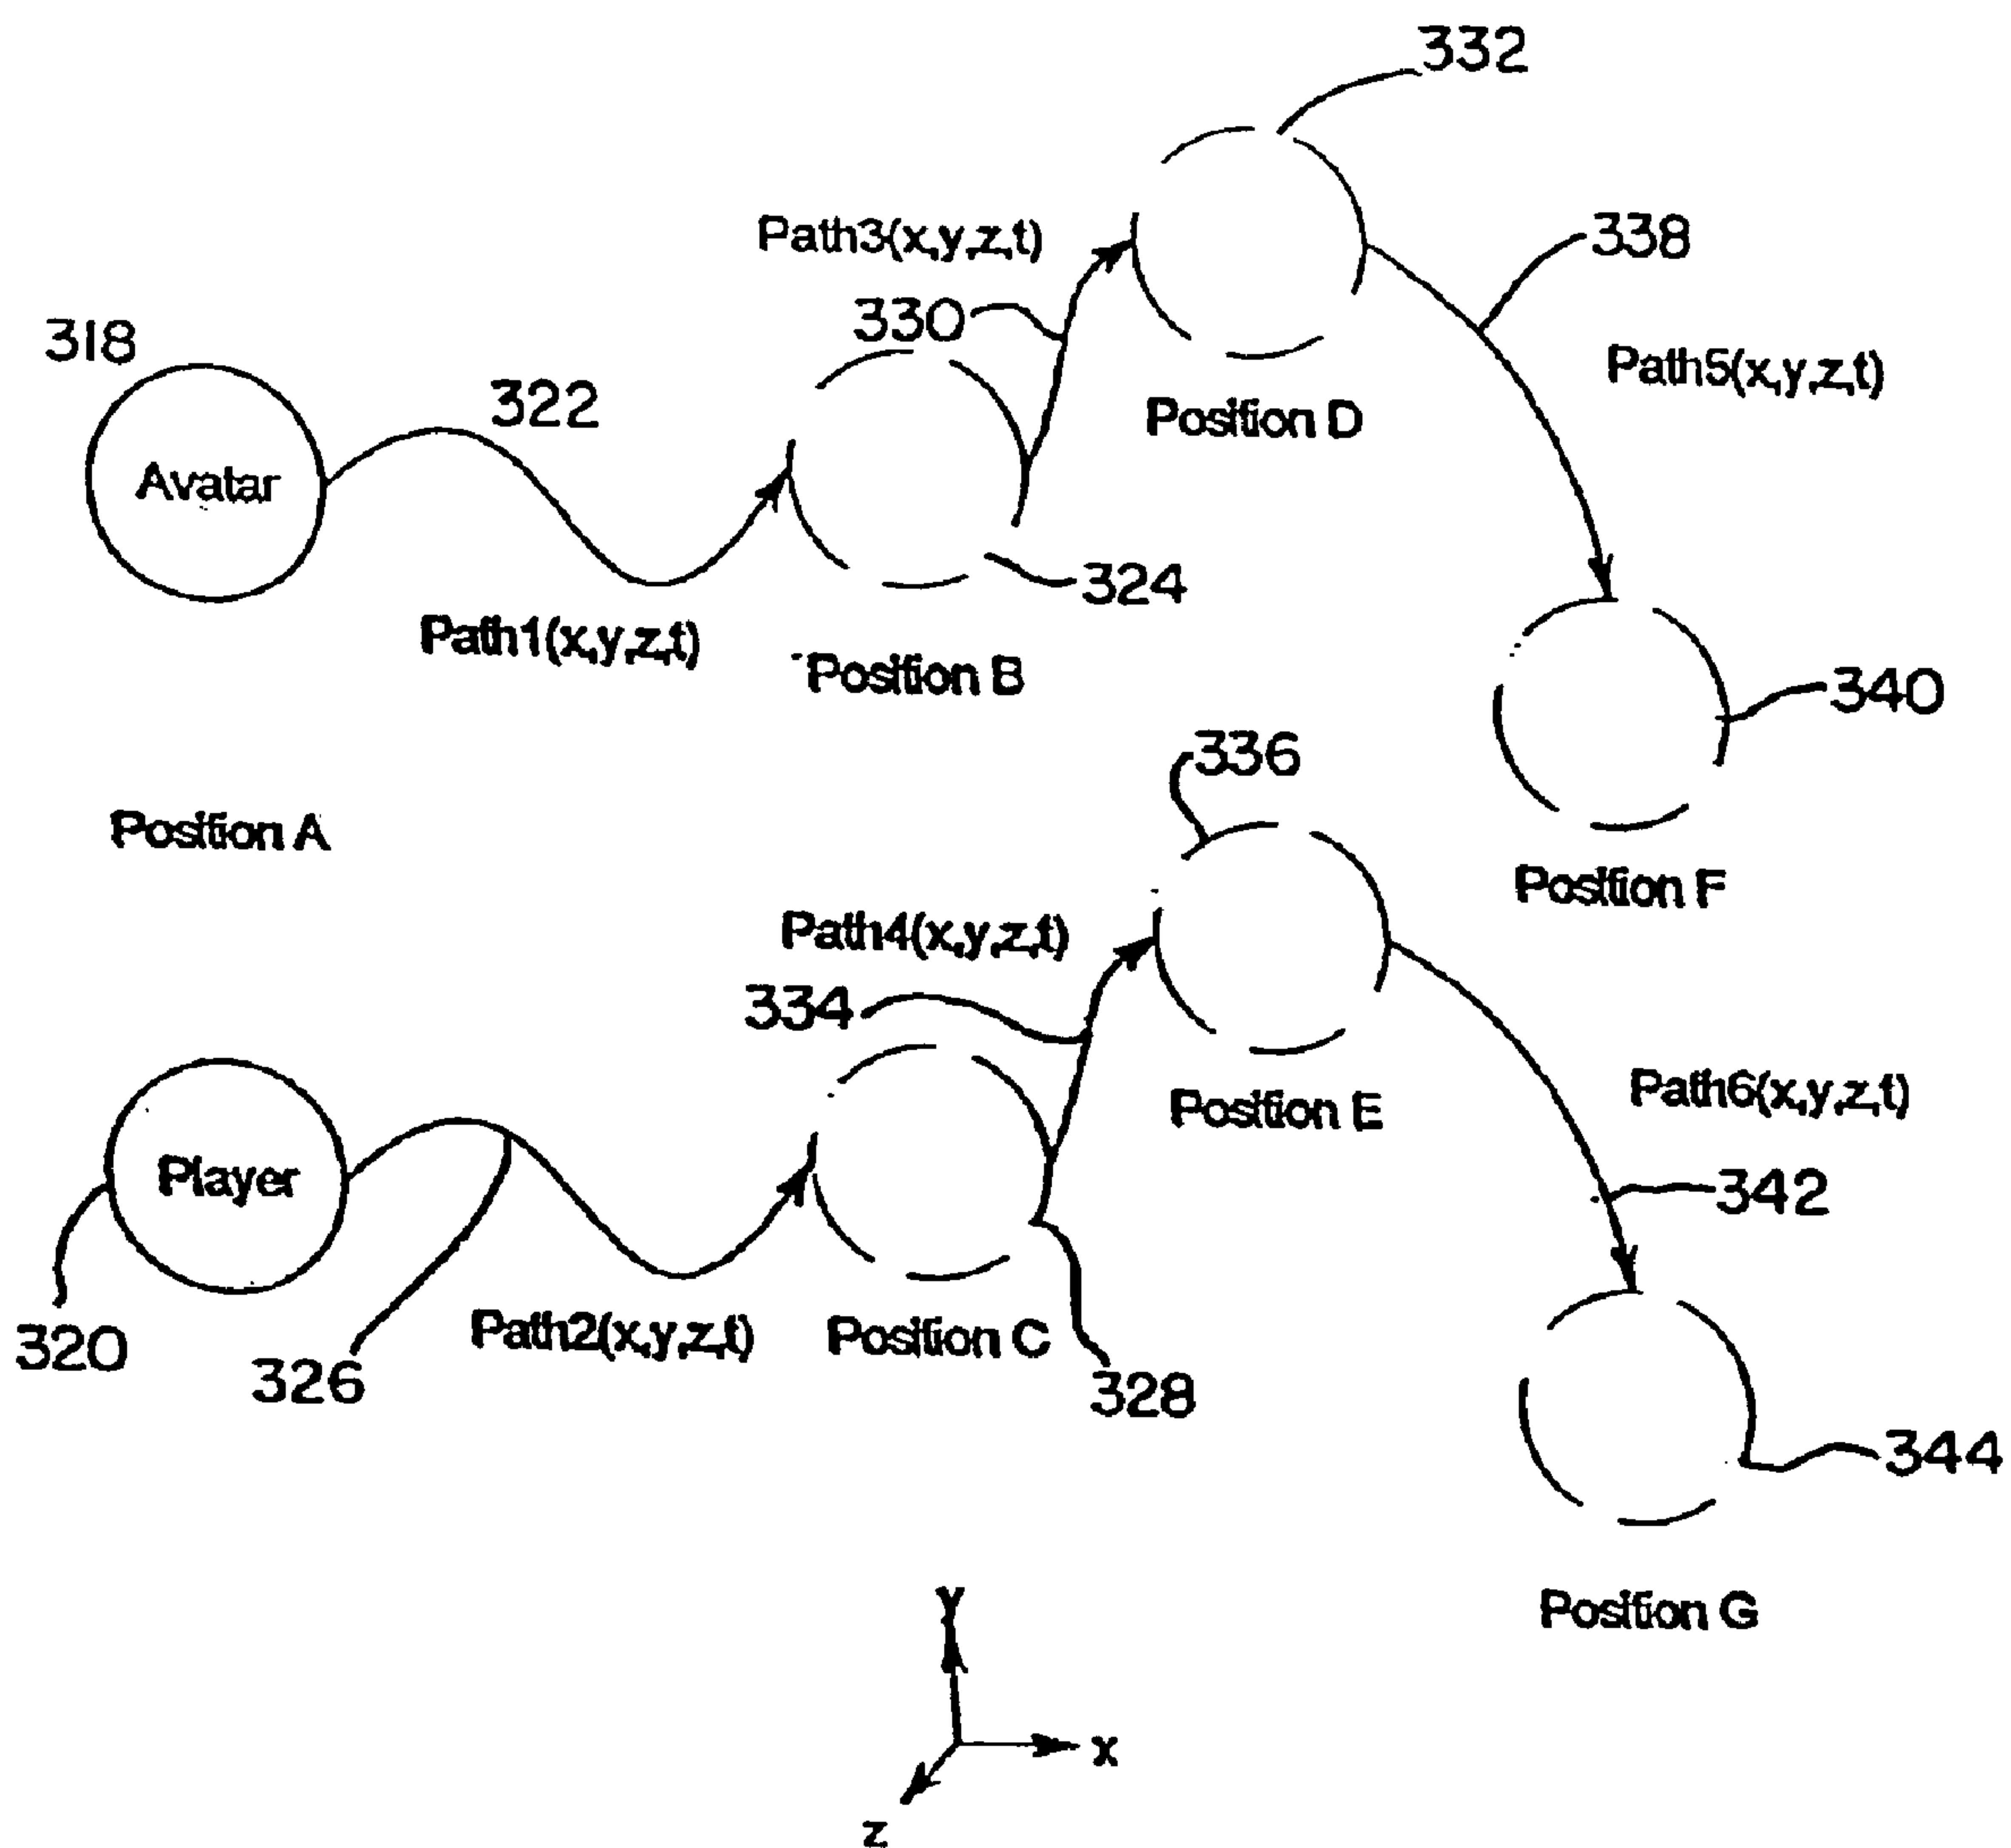 332
Path3(x,y,z,t)
338
330
318
322
Path5(x,y,z,t)
Position D
Avatar
324
Path1(x,y,z,t)
Position B
340
336
Position A
Position F
Path4(x,y,z,t)
334
Path6(x,y,z,t)
Position E
Player
342
320
326
Path2(x,y,z,t)
Position C
328
344
Position G
Y
x
z